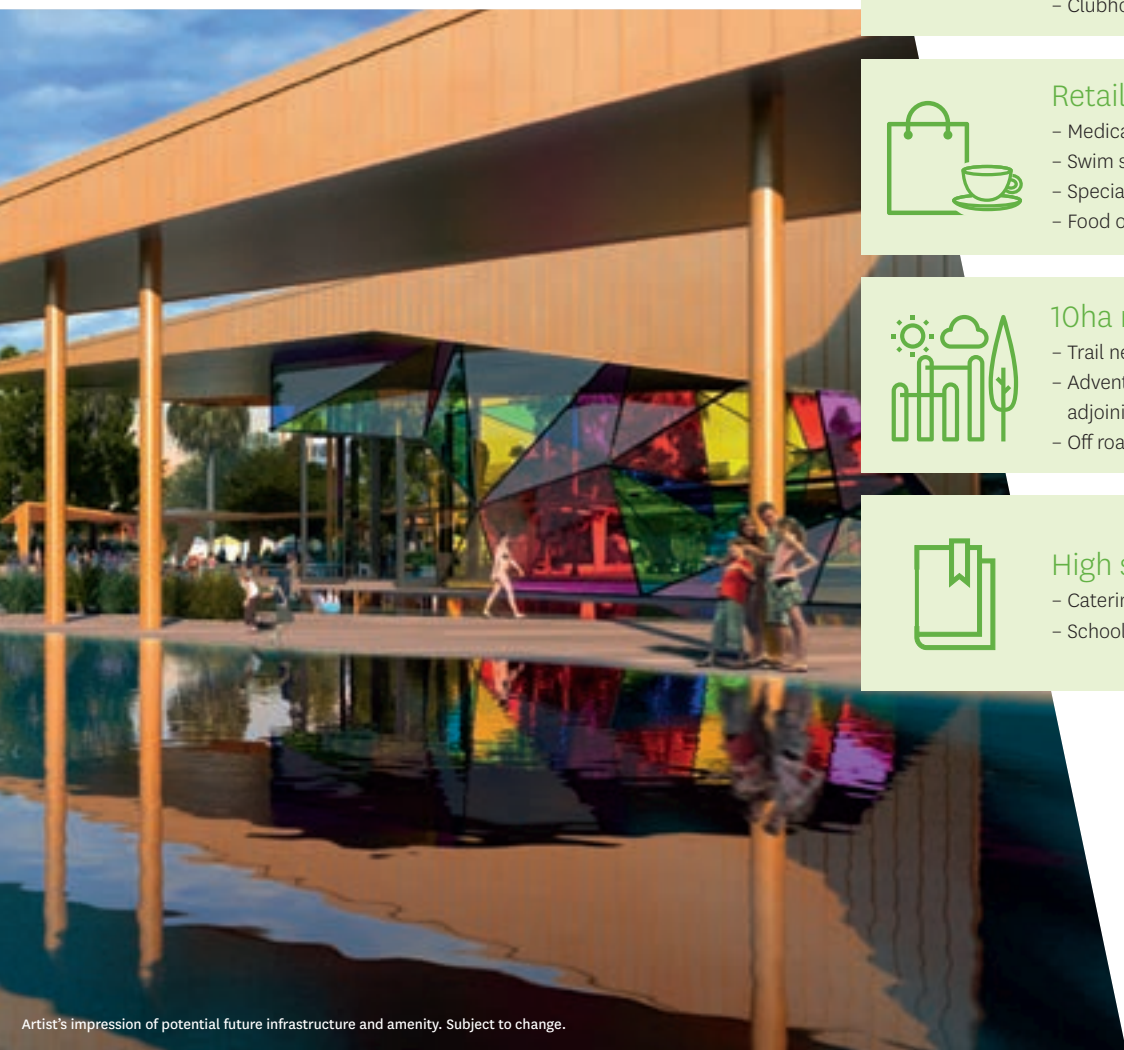 – Clubho
Retail
– Medica
– Swim s
– Specia
– Food o
10ha
– Trail ne
– Advent
adjoini
– Off roa
High s
– Caterin
– School
Artist's impression of potential future infrastructure and amenity. Subject to change.